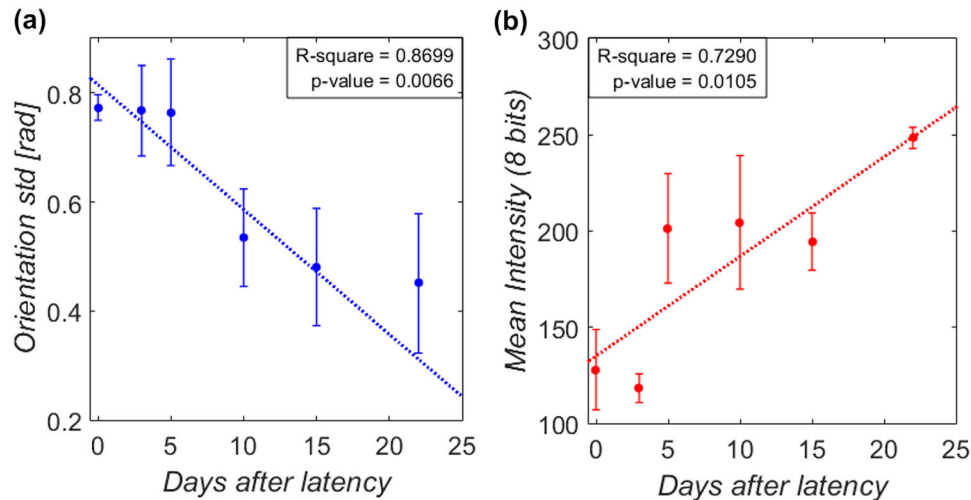 (a)
R-square = 0.8699
p-value = 0.0066
0.8
0.6
0.4
0.2
Orientation std [rad]
0 5 10 15 20 25
Days after latency
(b)
R-square = 0.7290
p-value = 0.0105
300
250
200
150
100
Mean Intensity (8 bits)
0 5 10 15 20 25
Days after latency